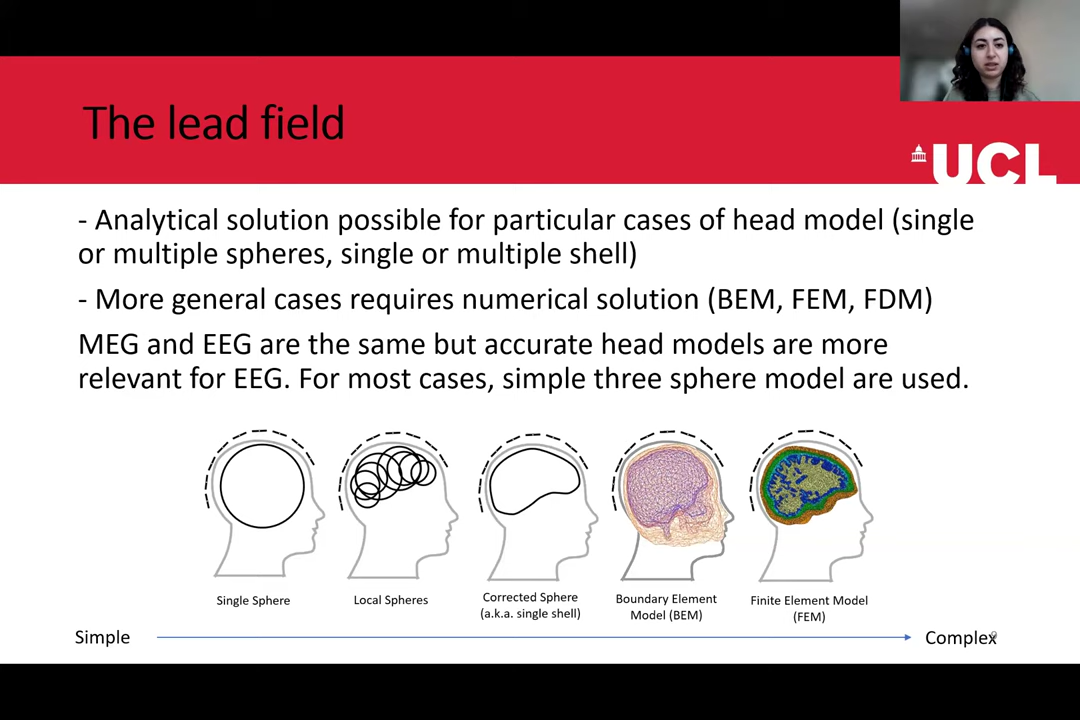 The lead field
UCL
- Analytical solution possible for particular cases of head model (single
or multiple spheres, single or multiple shell)
- More general cases requires numerical solution (BEM, FEM, FDM)
MEG and EEG are the same but accurate head models are more
relevant for EEG. For most cases, simple three sphere model are used.
Single Sphere
Local Spheres
Corrected Sphere
(a.k.a. single shell)
Boundary Element
Model (BEM)
Finite Element Model
(FEM)
Simple
Complex